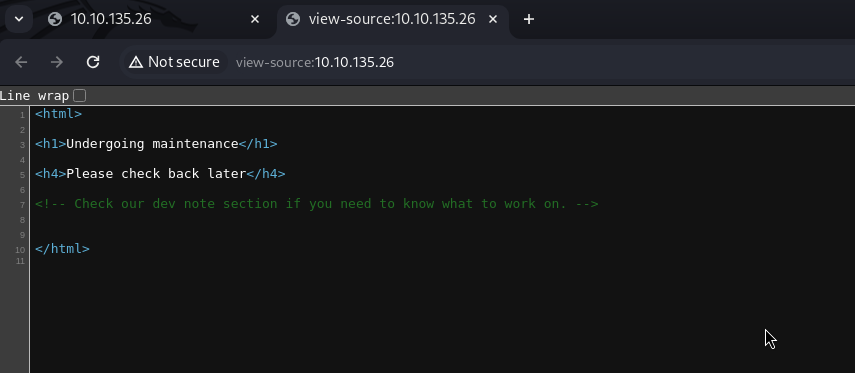 10.10.135.26
view-source:10.10.135.26
Not secure
view-source:10.10.135.26
Line wrap
1 <html>
2
3 <h1>Undergoing maintenance</h1>
4
5 <h4>Please check back later</h4>
6
7 <!-- Check our dev note section if you need to know what to work on. -->
8
9
10 </html>
11